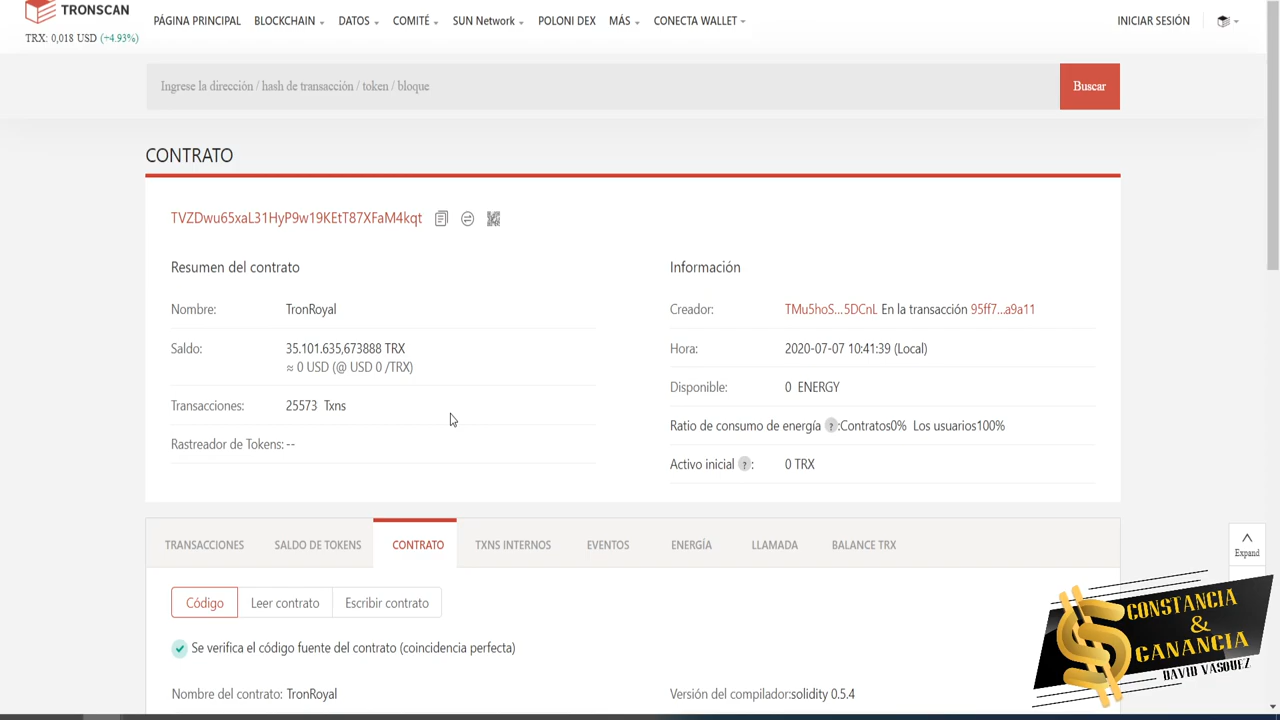 TRONSCAN
PÁGINA PRINCIPAL BLOCKCHAIN DATOS COMITÉ SUN Network POLONI DEX MÁS CONECTA WALLET INICIAR SESIÓN
TRX: 0,018 USD (+4.93%)
Ingrese la dirección / hash de transacción / token / bloque
Buscar
CONTRATO
TVZDwu65xaL31HyP9w19KEtT87XFaM4kqt
Resumen del contrato
Nombre: TronRoyal
Saldo: 35.101.635,673888 TRX
≈ 0 USD (@ USD 0 /TRX)
Transacciones: 25573 Txns
Rastreador de Tokens: --
Información
Creador: TMu5hoS...5DCnL En la transacción 95ff7...a9a11
Hora: 2020-07-07 10:41:39 (Local)
Disponible: 0 ENERGY
Ratio de consumo de energía ? :Contratos0% Los usuarios100%
Activo inicial ? : 0 TRX
TRANSACCIONES SALDO DE TOKENS CONTRATO TXNS INTERNOS EVENTOS ENERGÍA LLAMADA BALANCE TRX
Código Leer contrato Escribir contrato
Se verifica el código fuente del contrato (coincidencia perfecta)
Nombre del contrato: TronRoyal
Versión del compilador:solidity 0.5.4
Expand
CONSTANCIA
&
GANANCIA
DAVID VASQUEZ